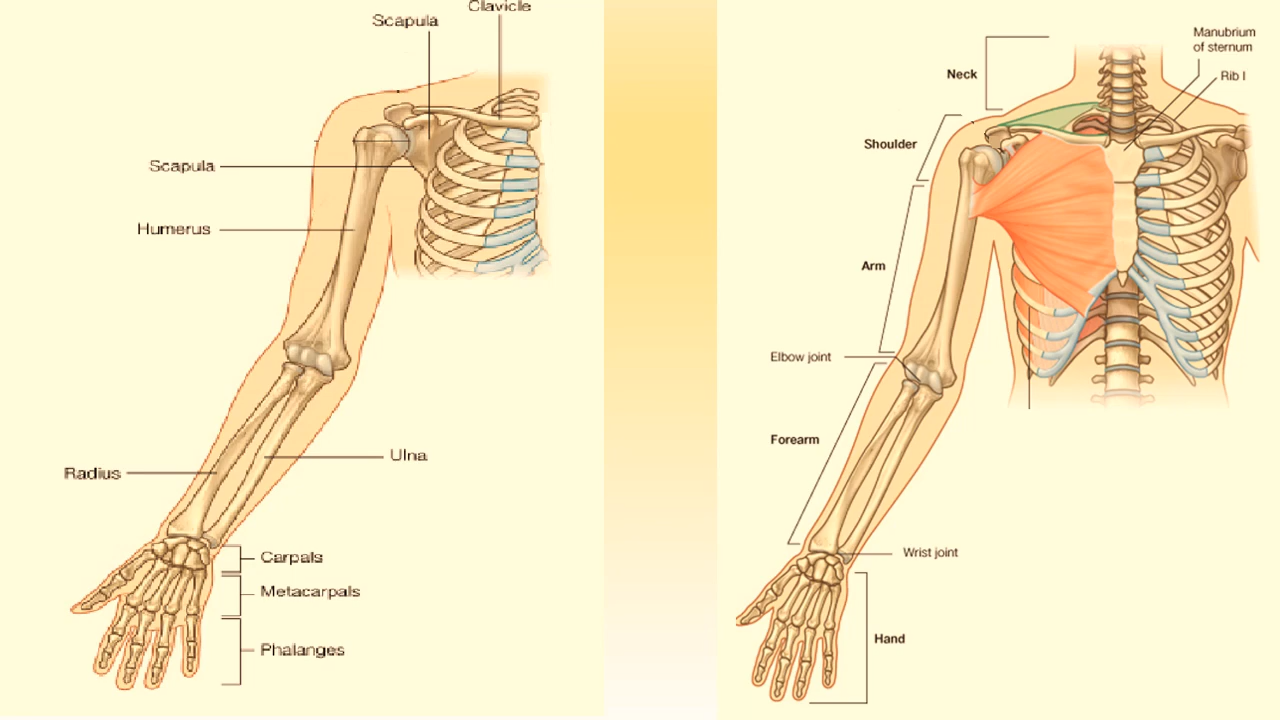 Clavicle
Scapula
Scapula
Humerus
Ulna
Radius
Carpals
Metacarpals
Phalanges
Manubrium
of sternum
Neck
Rib I
Shoulder
Arm
Elbow joint
Forearm
Wrist joint
Hand